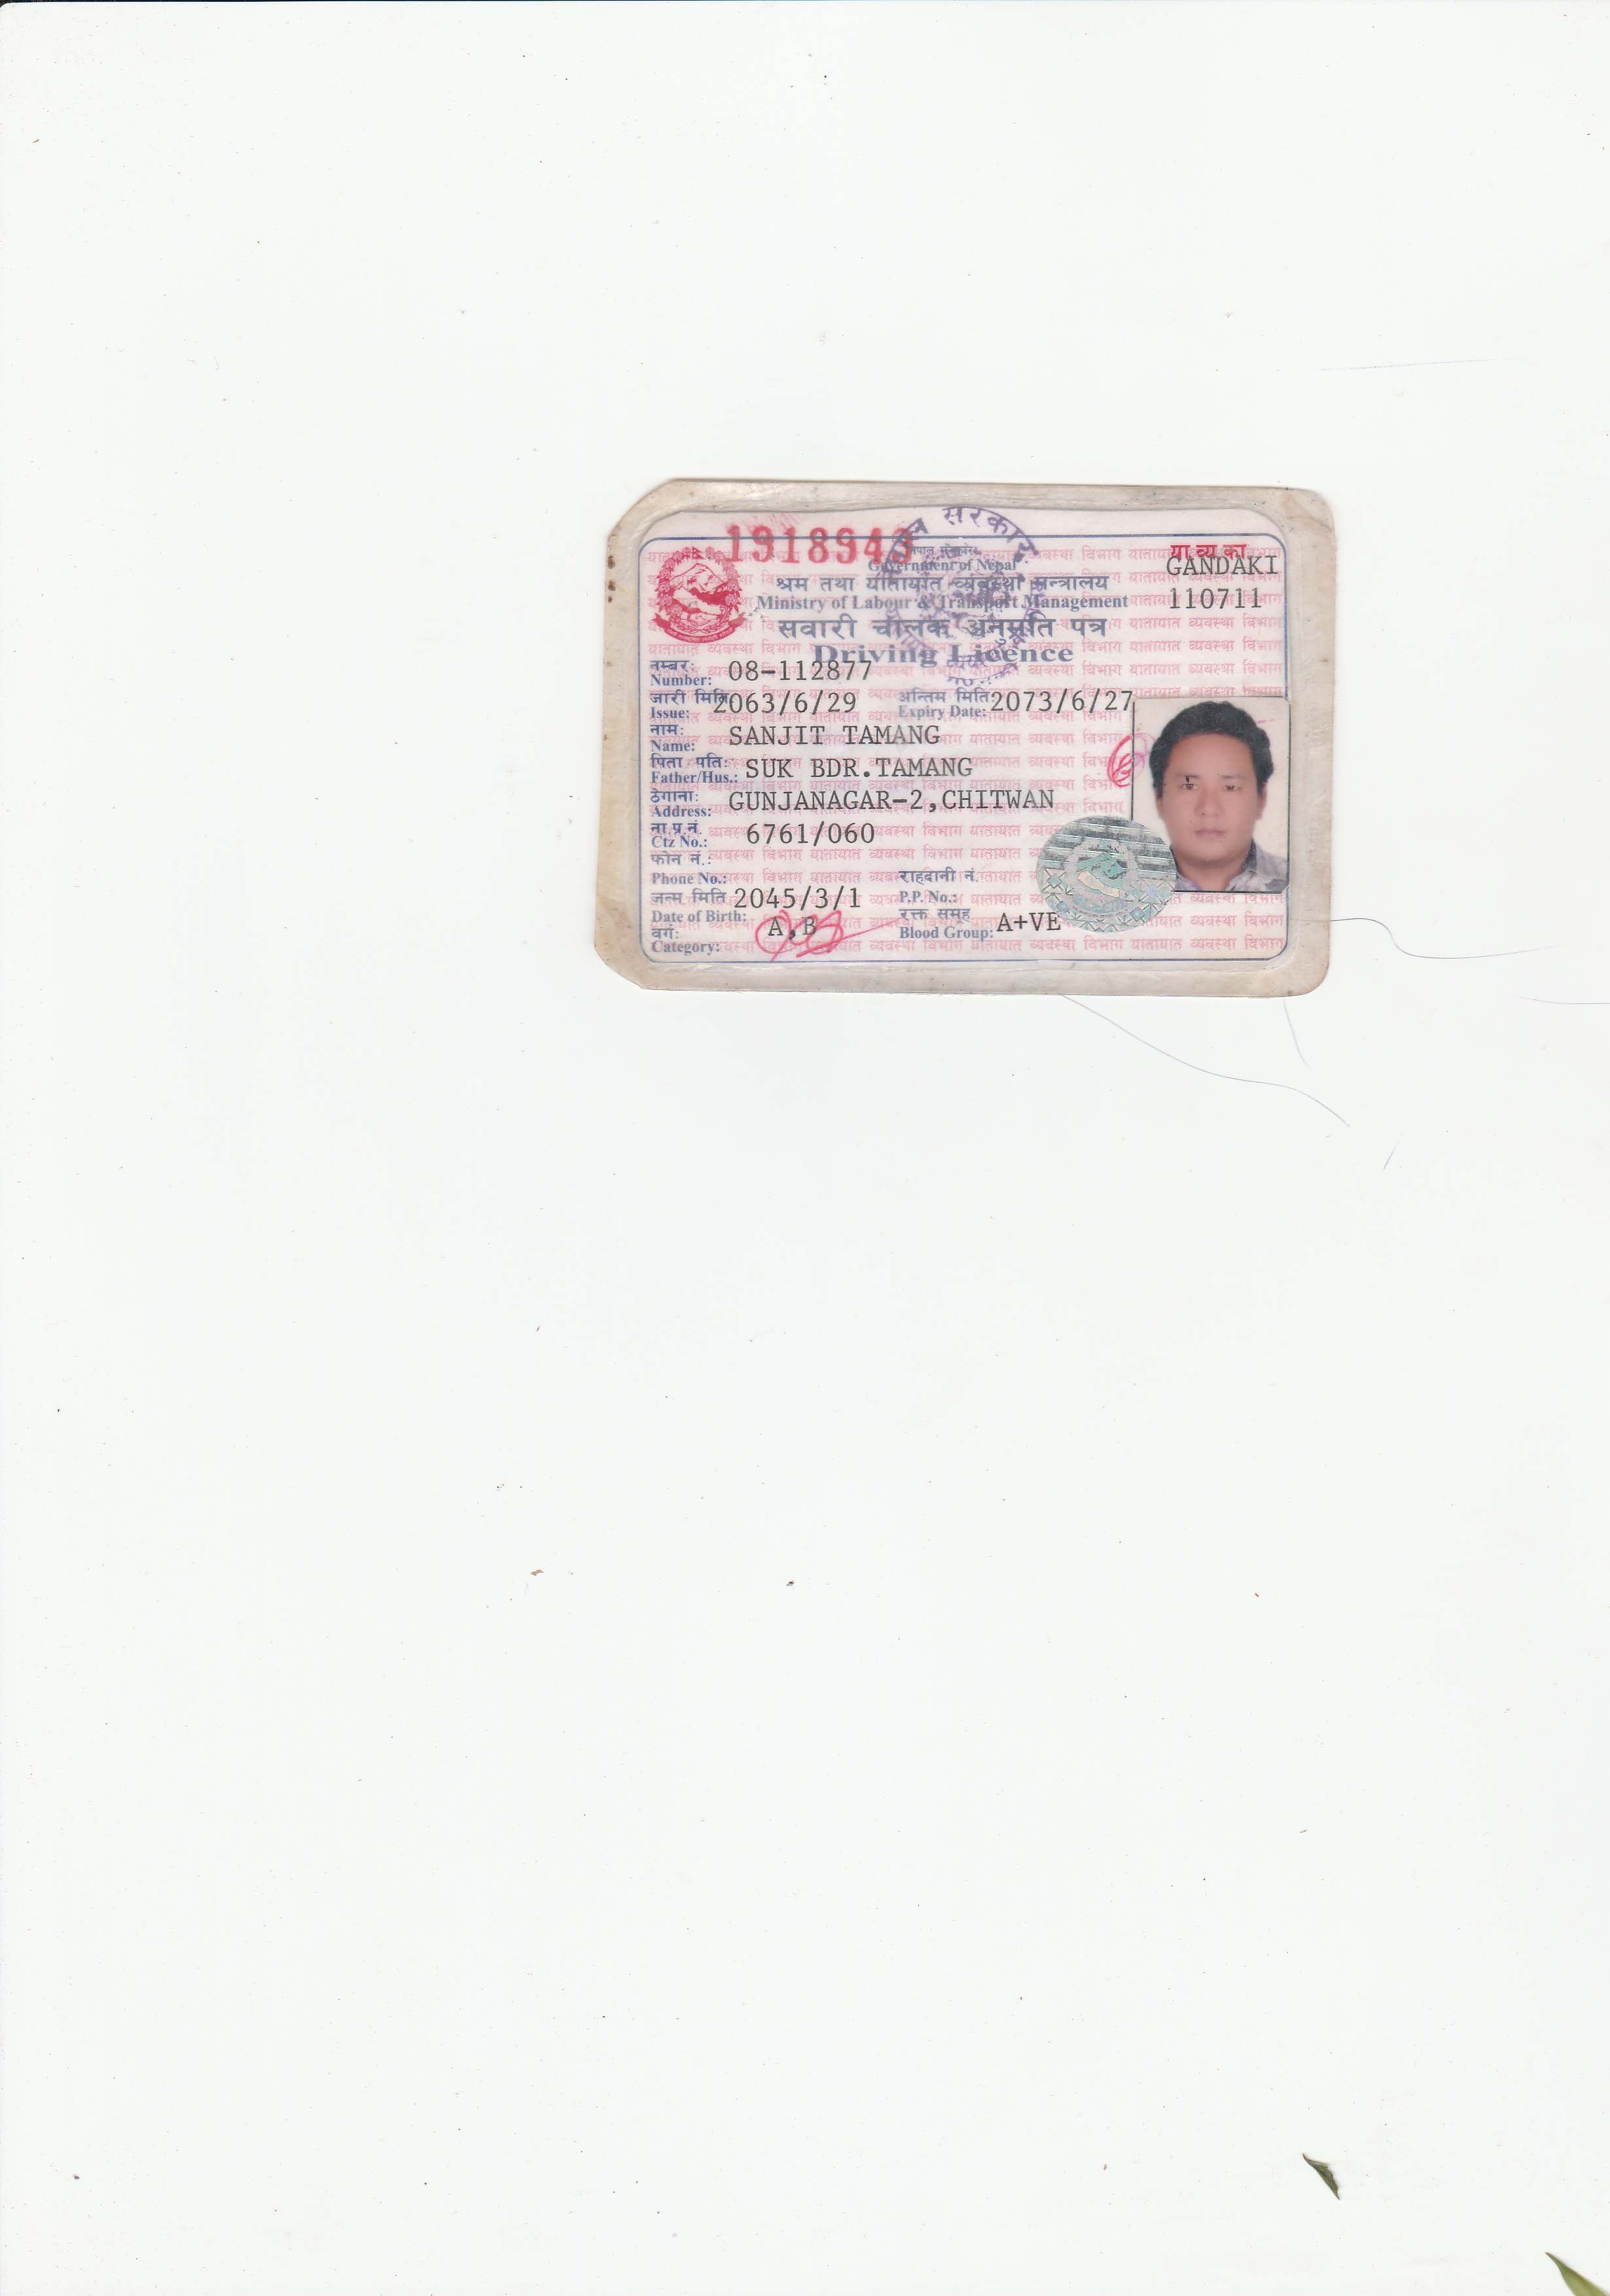 1918943
नेपाल सरकार
Government of Nepal
श्रम तथा यातायात व्यवस्था मन्त्रालय
Ministry of Labour & Transport Management
सवारी चालक अनुमति पत्र
Driving Licence
या.व्य.का.
GANDAKI
110711
नम्बर:
Number: 08-112877
जारी मिति
Issue: 2063/6/29
अन्तिम मिति:
Expiry Date: 2073/6/27
नाम:
Name: SANJIT TAMANG
पिता/पति:
Father/Hus.: SUK BDR.TAMANG
ठेगाना:
Address: GUNJANAGAR-2,CHITWAN
ना.प्र.नं.
Ctz No.: 6761/060
फोन नं.:
Phone No.:
राहदानी नं.
P.P. No.:
जन्म मिति
Date of Birth: 2045/3/1
रक्त समूह
Blood Group: A+VE
वर्ग:
Category: A,B